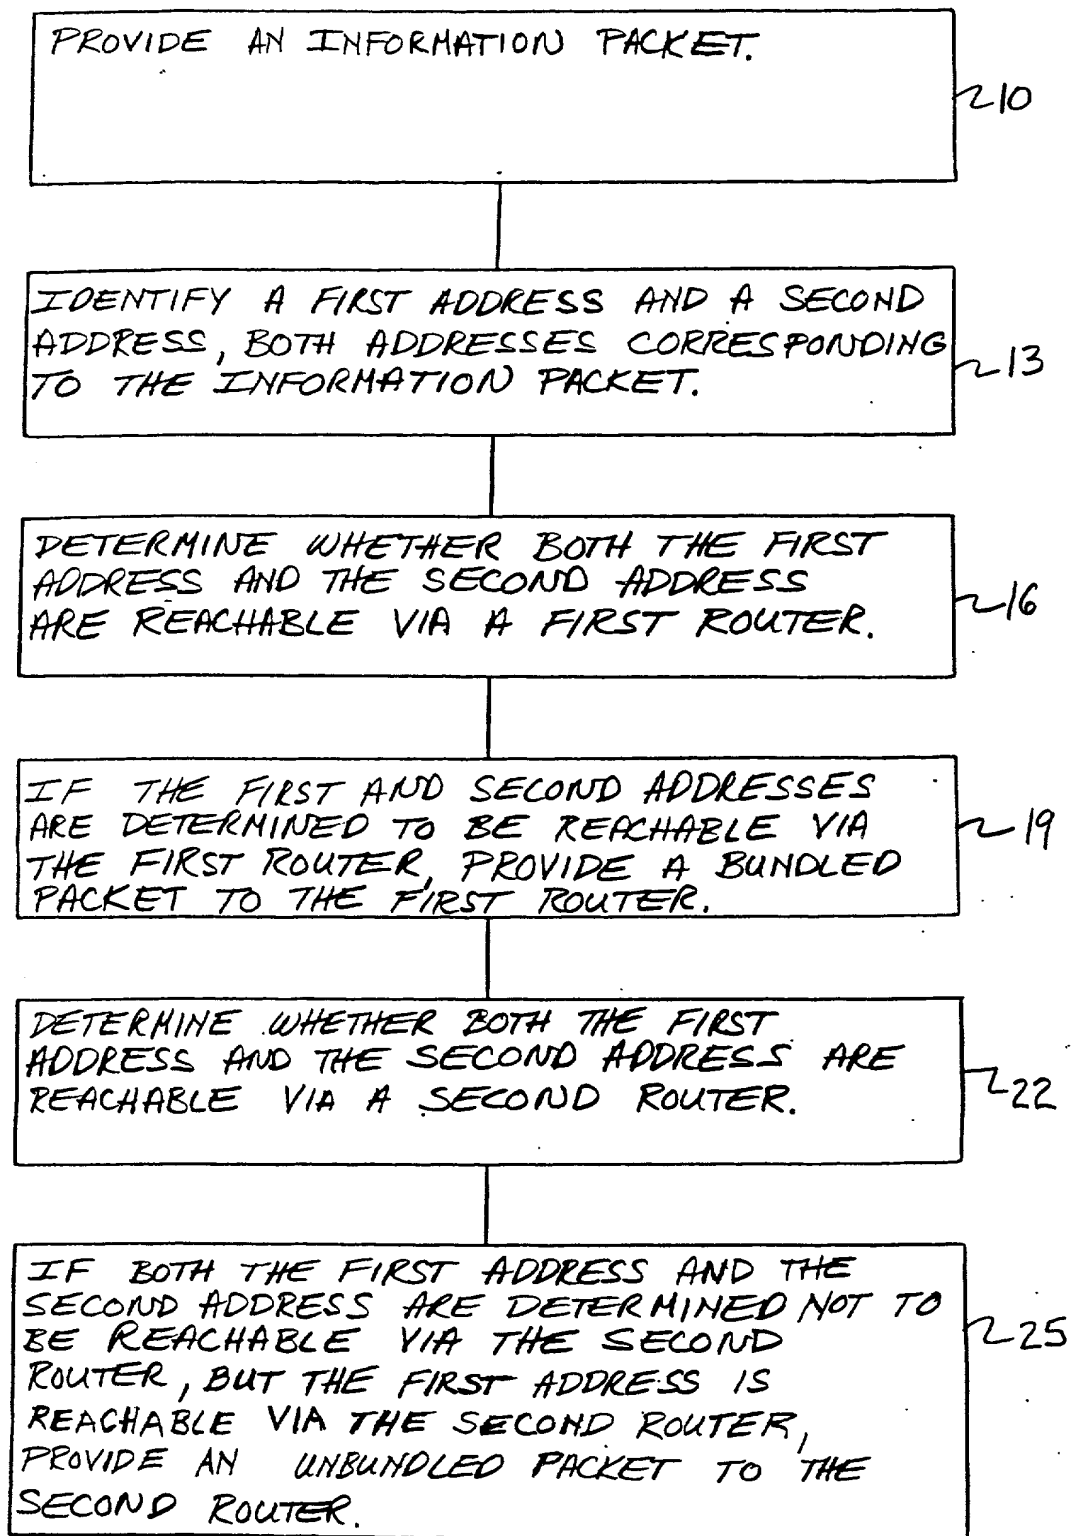 PROVIDE AN INFORMATION PACKET.
10
IDENTIFY A FIRST ADDRESS AND A SECOND
ADDRESS, BOTH ADDRESSES CORRESPONDING
TO THE INFORMATION PACKET.
13
DETERMINE WHETHER BOTH THE FIRST
ADDRESS AND THE SECOND ADDRESS
ARE REACHABLE VIA A FIRST ROUTER.
16
IF THE FIRST AND SECOND ADDRESSES
ARE DETERMINED TO BE REACHABLE VIA
THE FIRST ROUTER, PROVIDE A BUNDLED
PACKET TO THE FIRST ROUTER.
19
DETERMINE WHETHER BOTH THE FIRST
ADDRESS AND THE SECOND ADDRESS ARE
REACHABLE VIA A SECOND ROUTER.
22
IF BOTH THE FIRST ADDRESS AND THE
SECOND ADDRESS ARE DETERMINED NOT TO
BE REACHABLE VIA THE SECOND
ROUTER, BUT THE FIRST ADDRESS IS
REACHABLE VIA THE SECOND ROUTER,
PROVIDE AN UNBUNDLED PACKET TO THE
SECOND ROUTER.
25